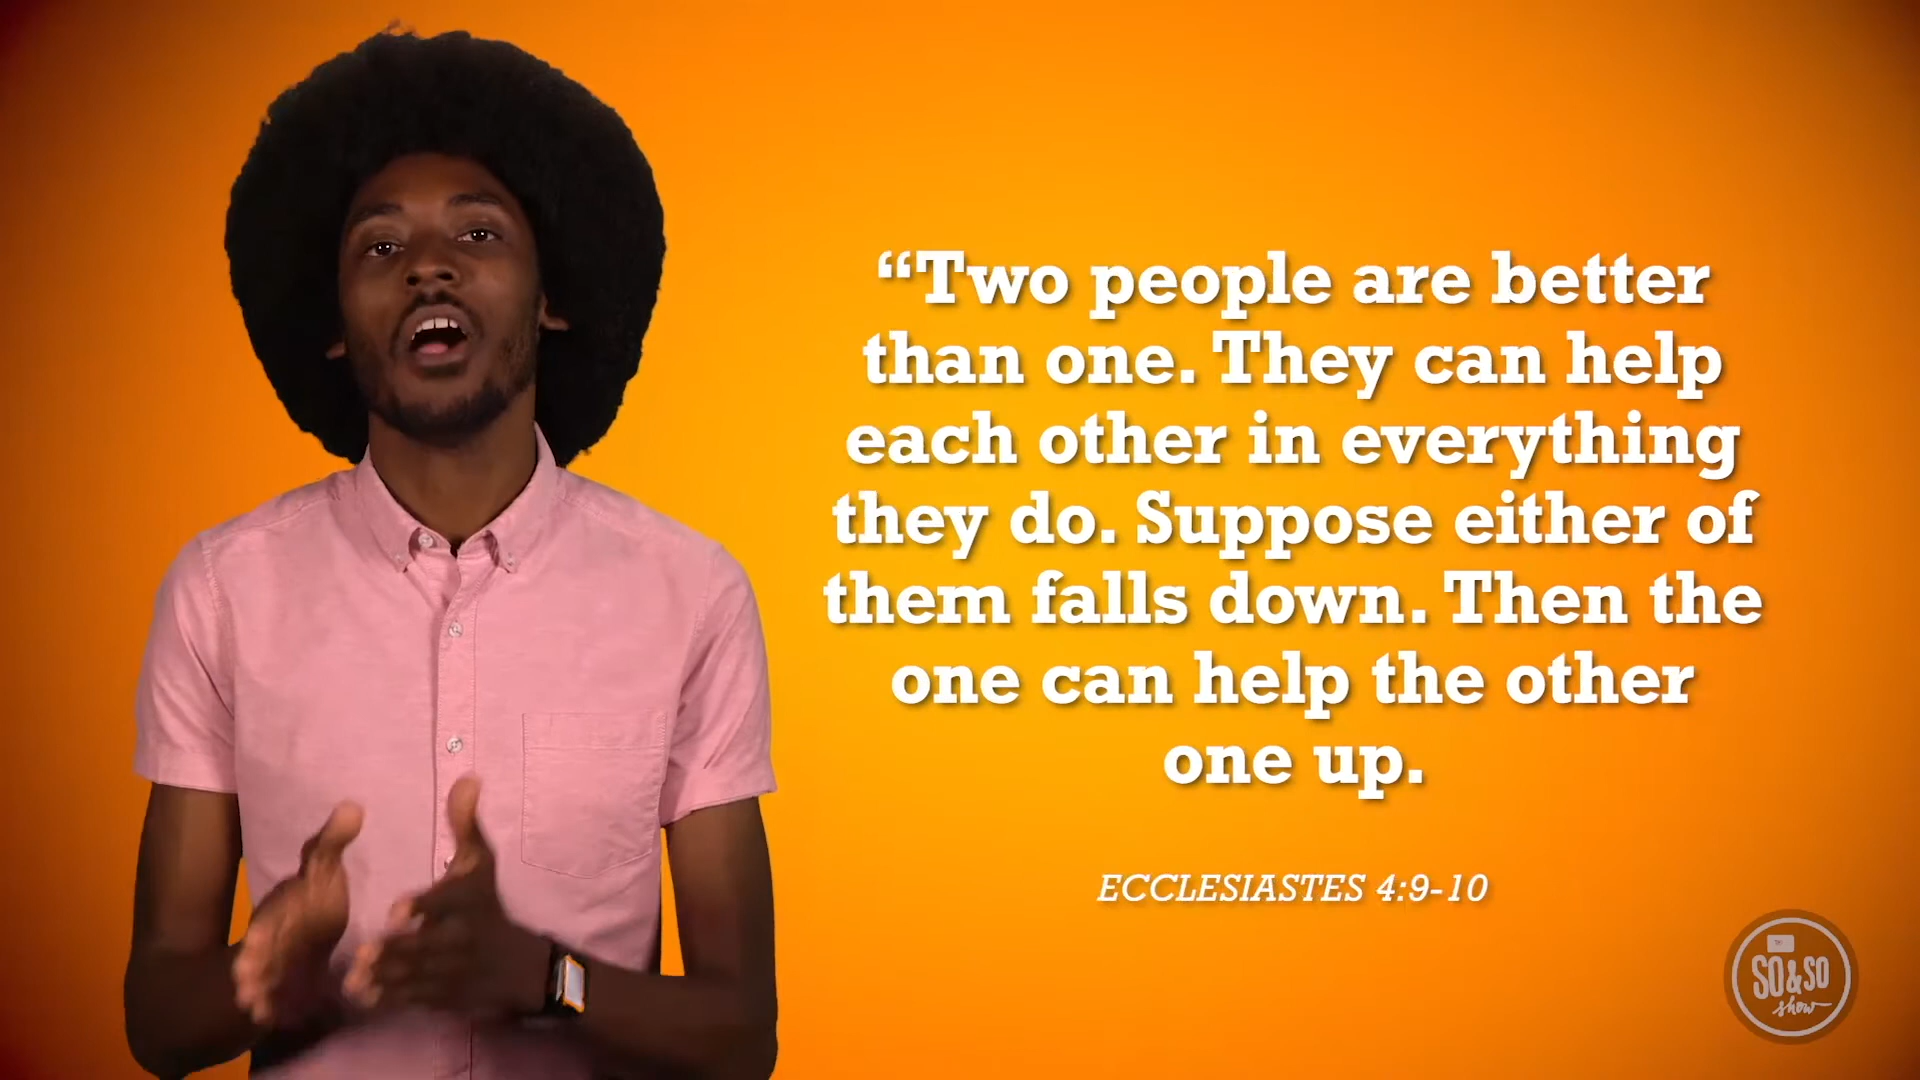 “Two people are better
than one. They can help
each other in everything
they do. Suppose either of
them falls down. Then the
one can help the other
one up.
ECCLESIASTES 4:9-10
SO&SO
show